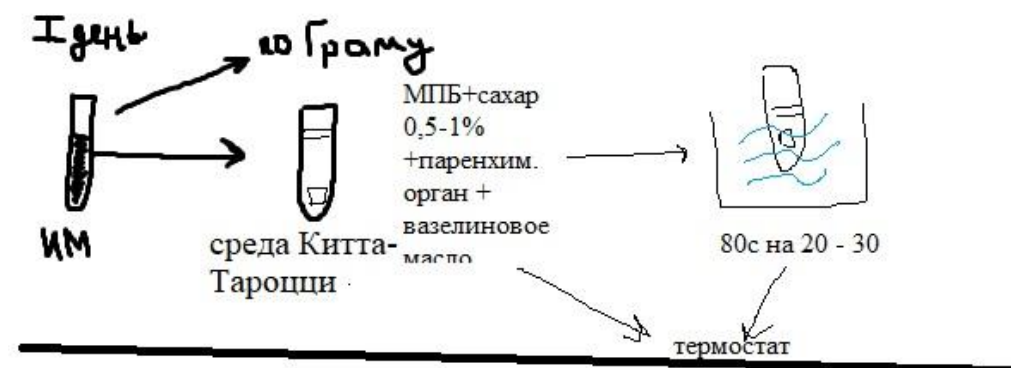 I день
по Граму
ИМ
среда Китта-
Тароцци
МПБ+сахар
0,5-1%
+паренхим.
орган +
вазелиновое
масло
80с на 20 - 30
термостат